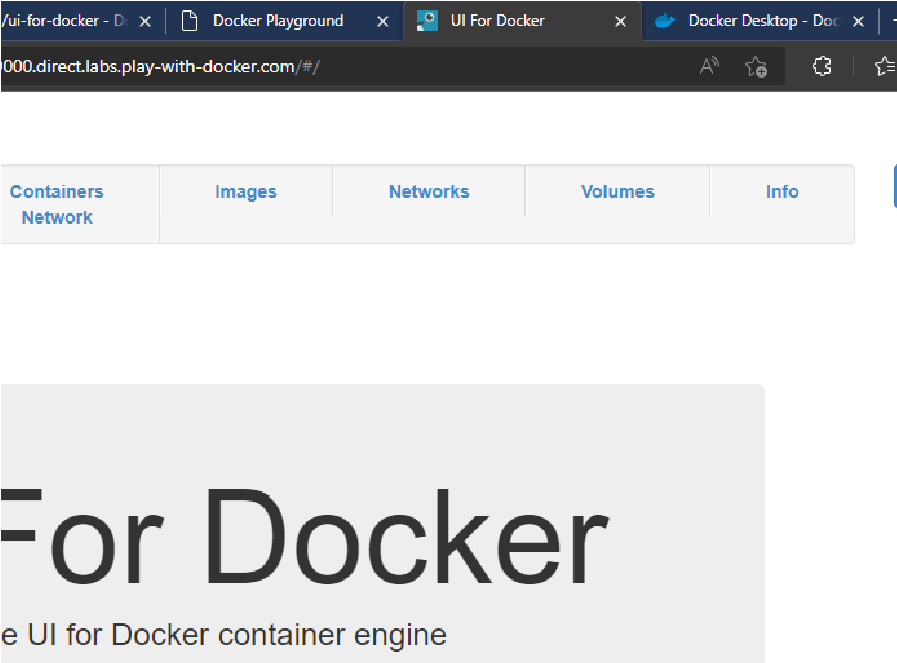 /ui-for-docker - Do
Docker Playground
UI For Docker
Docker Desktop - Doc
000.direct.labs.play-with-docker.com/#/
Containers
Network
Images
Networks
Volumes
Info
For Docker
e UI for Docker container engine